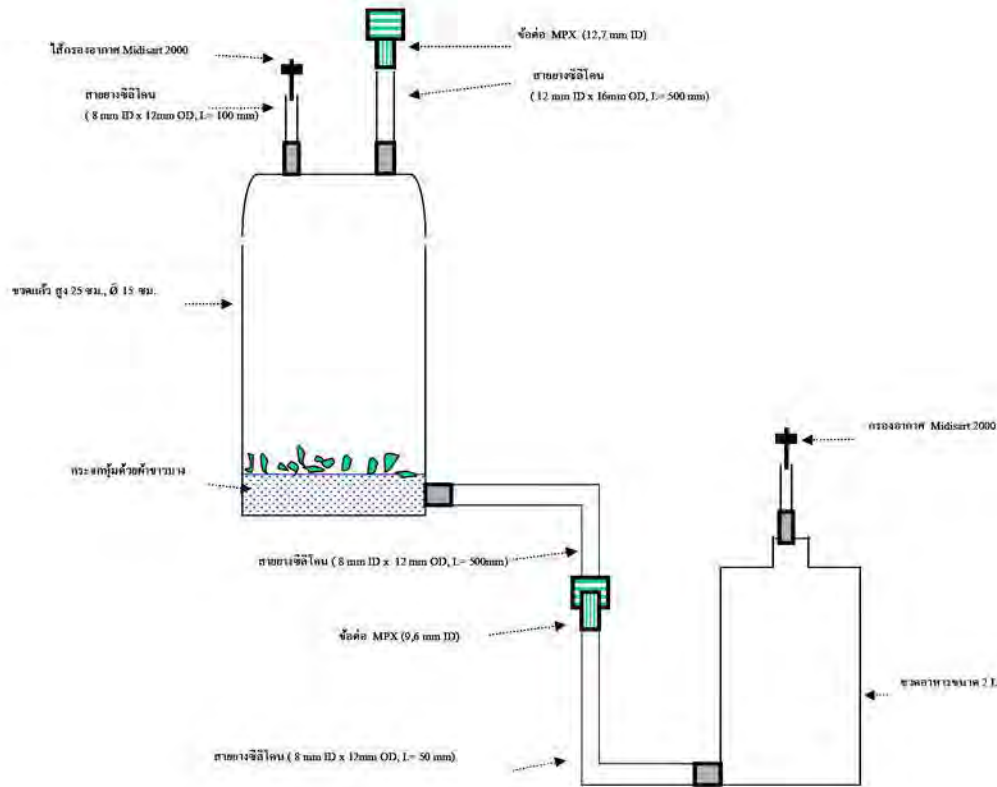 ข้อต่อ MPX (12,7 mm ID)
ไส้กรองอากาศ Midisart 2000
สายยางซิลิโคน
( 12 mm ID x 16mm OD, L= 500 mm)
สายยางซิลิโคน
( 8 mm ID x 12mm OD, L= 100 mm)
ขวดแก้ว สูง 25 ซม., Ø 15 ซม.
กรองอากาศ Midisart 2000
กระจกหุ้มด้วยผ้าขาวบาง
สายยางซิลิโคน ( 8 mm ID x 12 mm OD, L= 500mm)
ข้อต่อ MPX (9,6 mm ID)
ขวดอาหารขนาด 2 L
สายยางซิลิโคน ( 8 mm ID x 12mm OD, L= 50 mm)